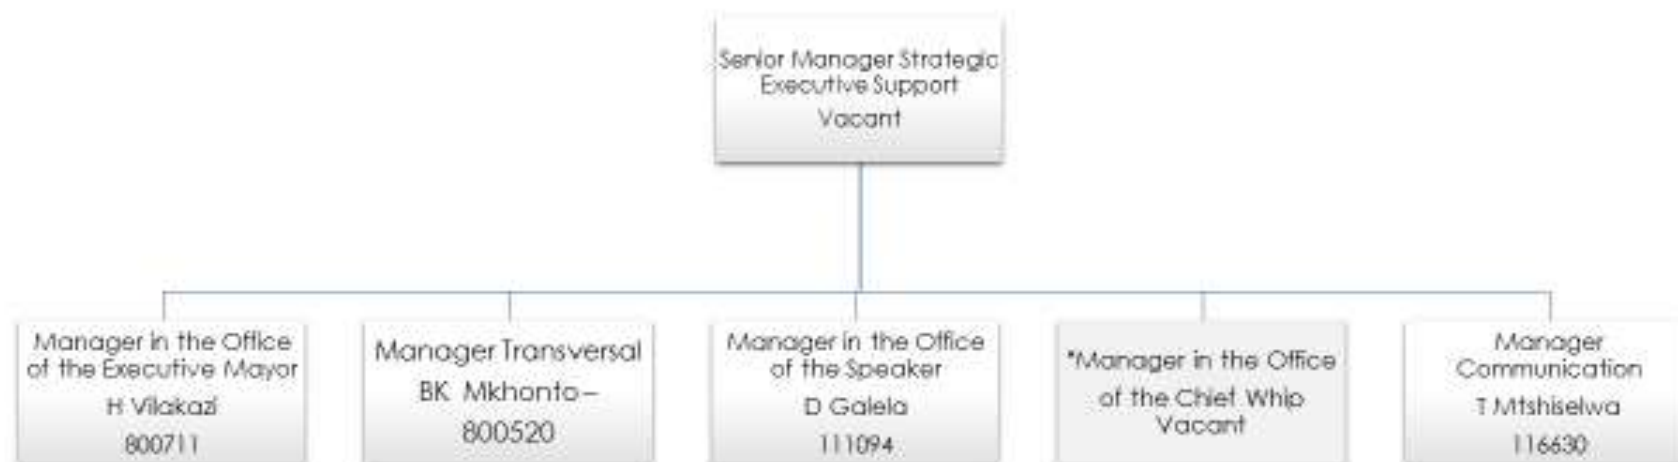 Senior Manager Strategic
Executive Support
Vacant
Manager in the Office
of the Executive Mayor
H Vilakazi
800711
Manager Transversal
BK Mkhonto –
800520
Manager in the Office
of the Speaker
D Galela
111094
*Manager in the Office
of the Chief Whip
Vacant
Manager
Communication
T Mtshiselwa
116630